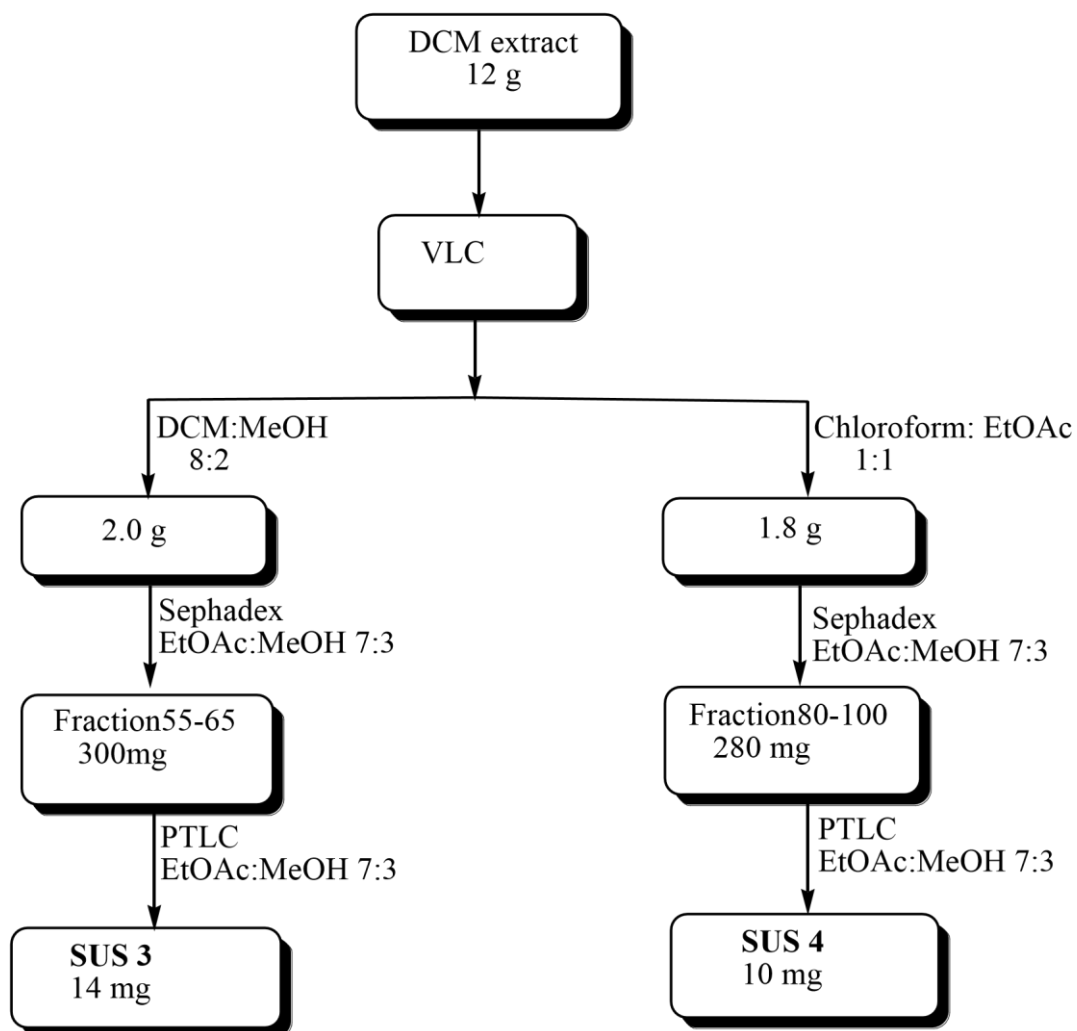 DCM extract
12 g
VLC
DCM:MeOH
8:2
Chloroform: EtOAc
1:1
2.0 g
1.8 g
Sephadex
EtOAc:MeOH 7:3
Sephadex
EtOAc:MeOH 7:3
Fraction55-65
300mg
Fraction80-100
280 mg
PTLC
EtOAc:MeOH 7:3
PTLC
EtOAc:MeOH 7:3
SUS 3
14 mg
SUS 4
10 mg